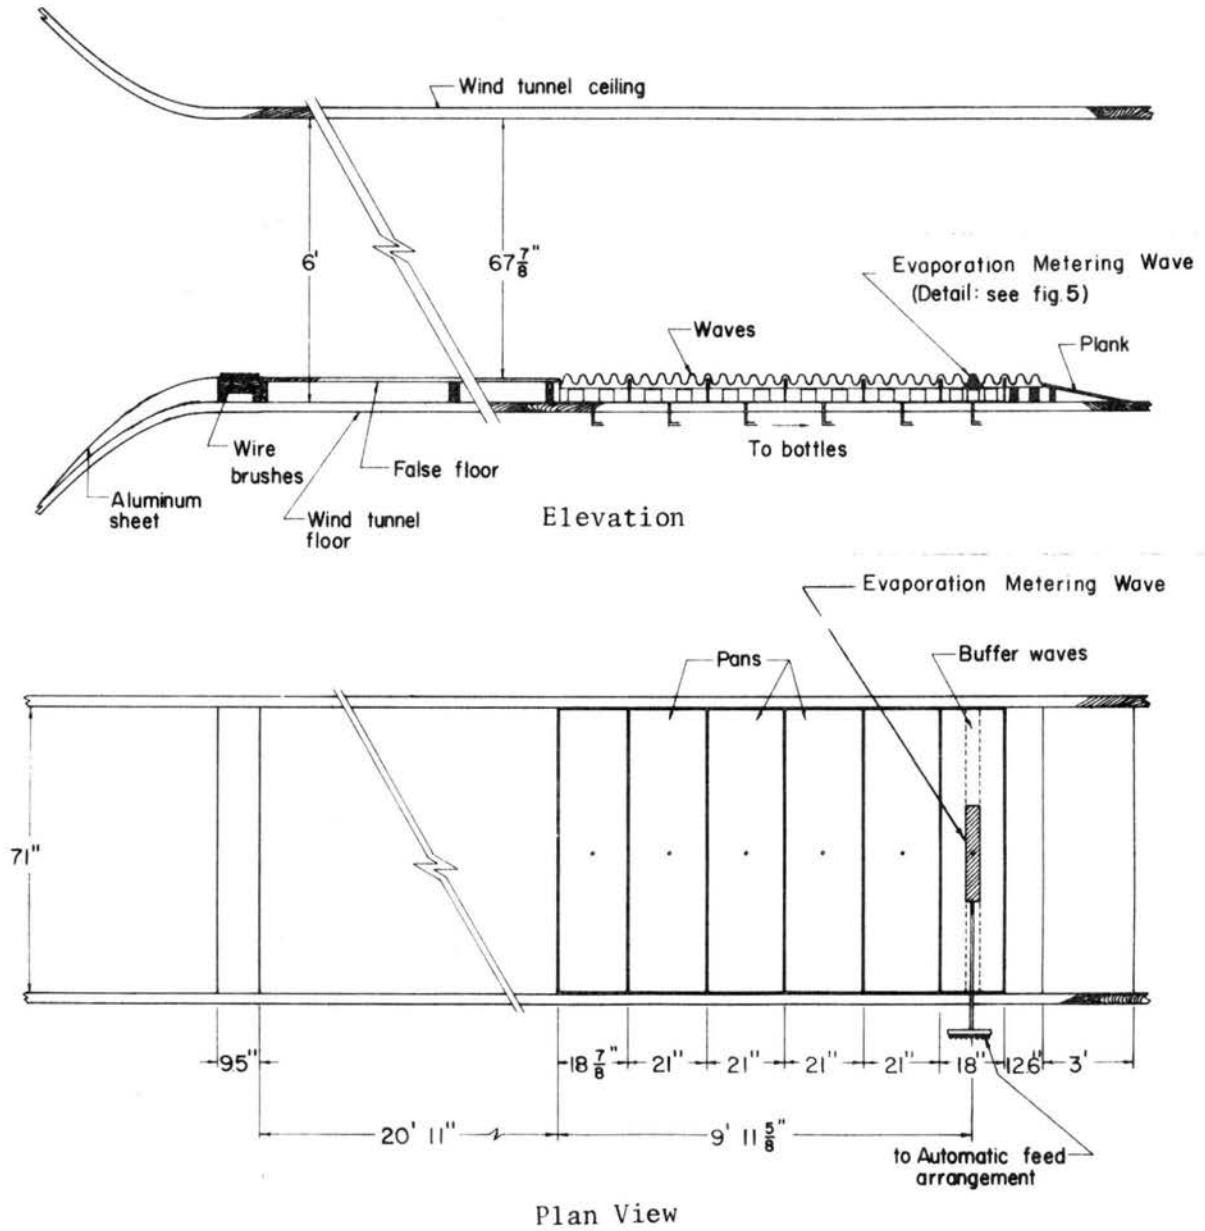 Wind tunnel ceiling
6'
67 7/8"
Evaporation Metering Wave
(Detail: see fig. 5)
Waves
Plank
Wire
brushes
False floor
To bottles
Aluminum
sheet
Wind tunnel
floor
Elevation
Evaporation Metering Wave
Pans
Buffer waves
71"
95"
18 7/8"
21"
21"
21"
21"
18"
126"
3'
20' 11"
9' 11 5/8"
to Automatic feed
arrangement
Plan View